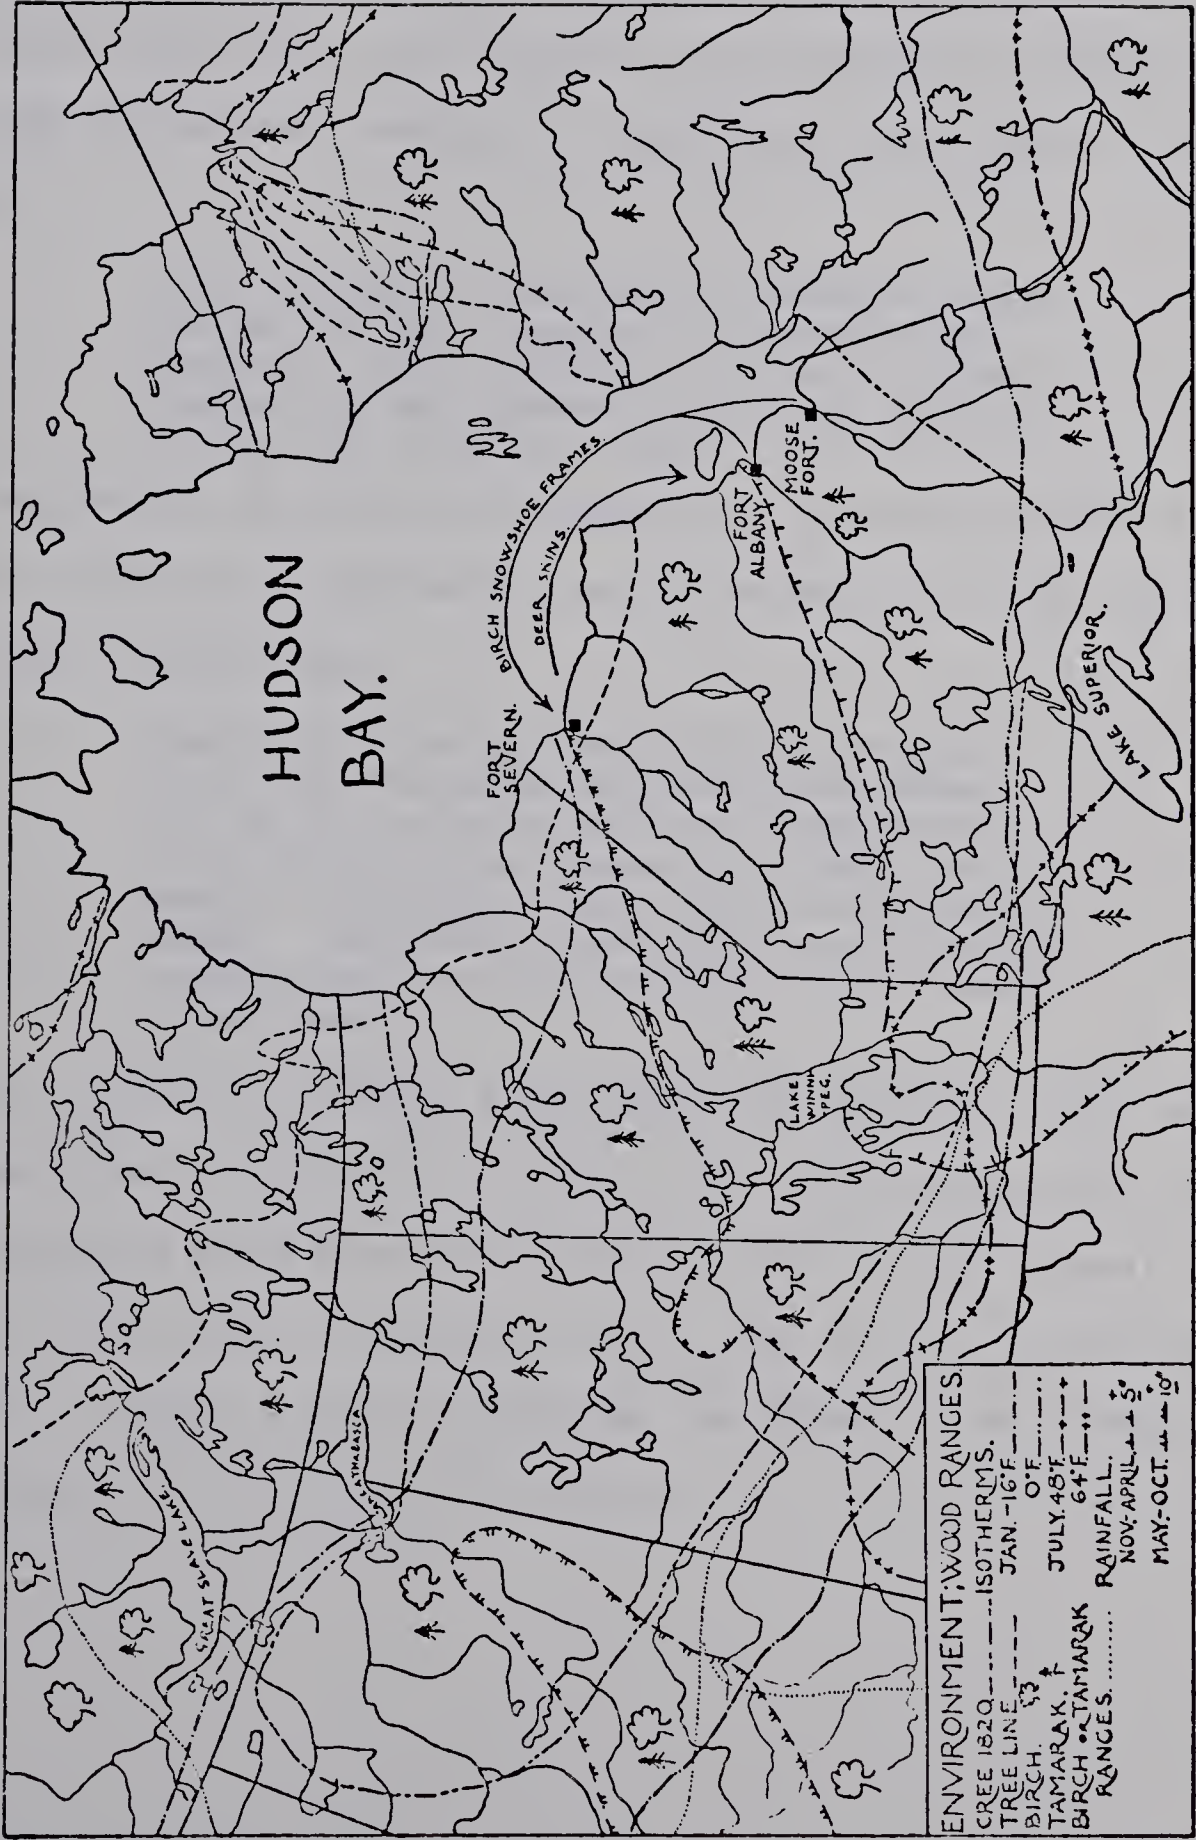 HUDSON
BAY.
BIRCH SNOWSHOE FRAMES.
DEER SKINS.
FORT
SEVERN.
FORT
ALBANY
MOOSE
FORT.
LAKE SUPERIOR.
LAKE
WINNI
PEG.
GREAT SLAVE LAKE.
L. ATHABASCA
ENVIRONMENT; WOOD RANGES.
CREE 1820 ISOTHERMS.
TREE LINE JAN. -16°F
BIRCH. 0°F
TAMARAK. JULY. 48°F
BIRCH OR TAMARAK 64°F
RANGES. RAINFALL.
NOV.-APRIL. 5"
MAY-OCT. 10"